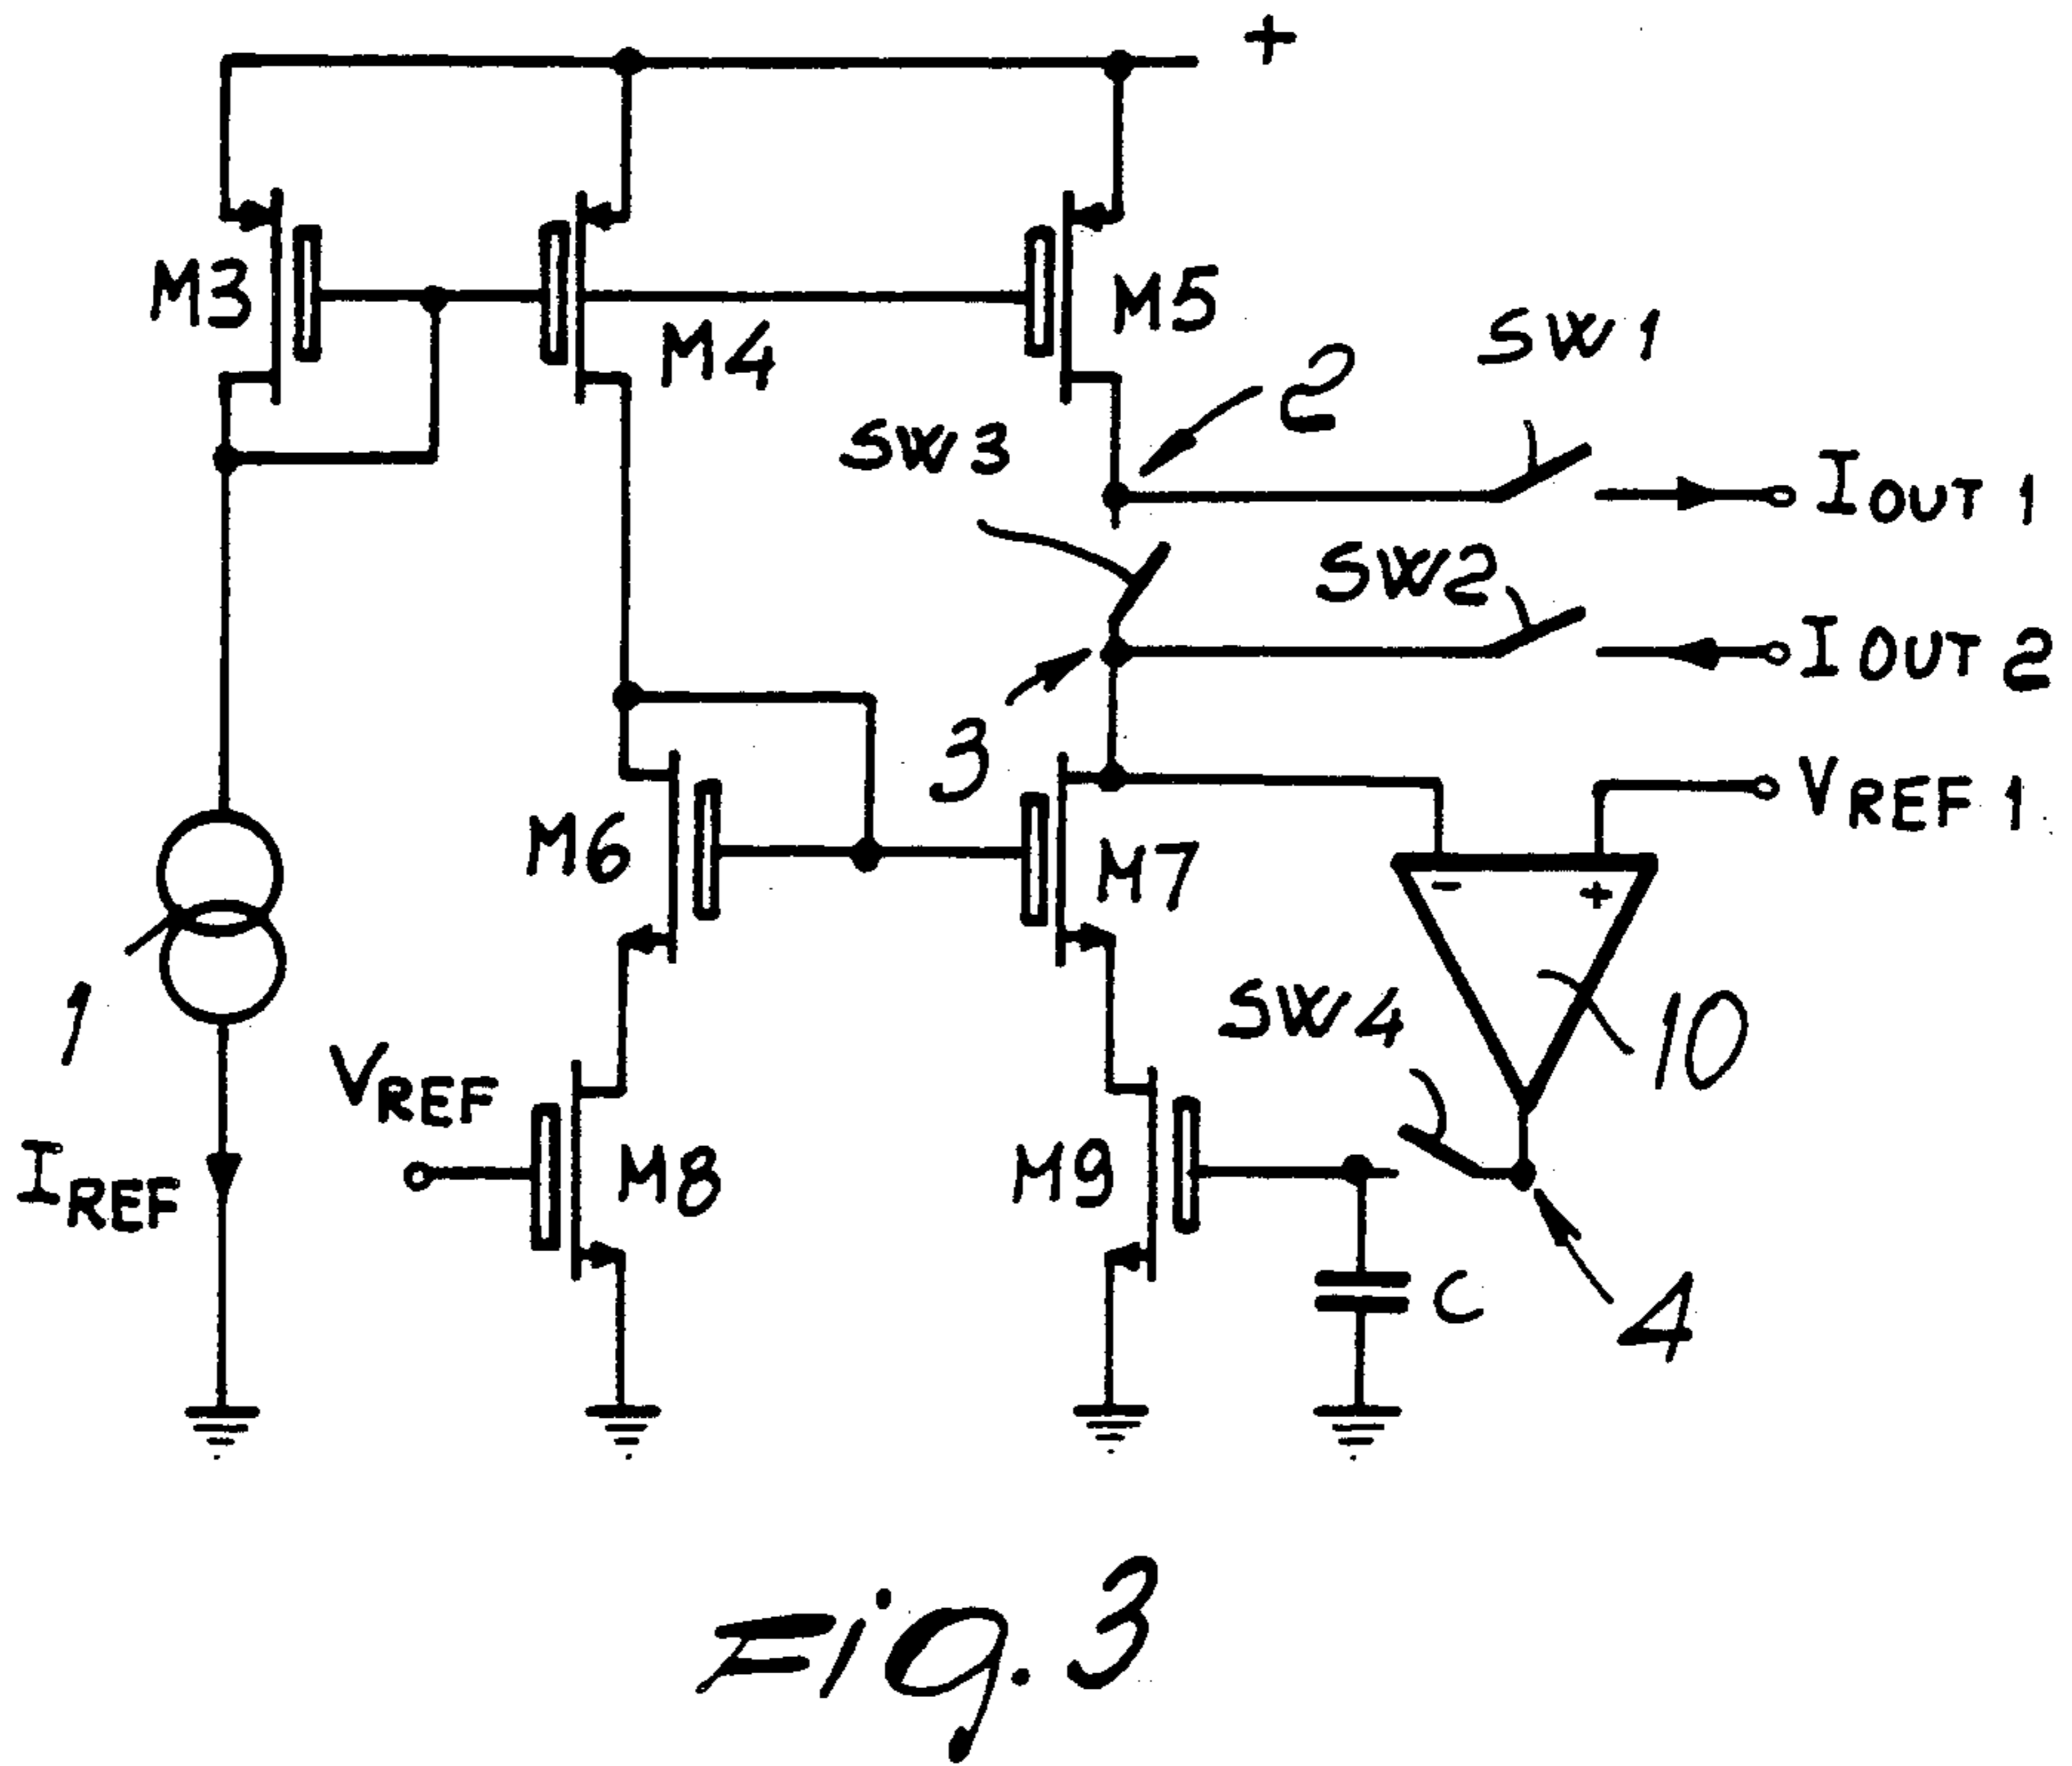 +
M3
M4
M5
SW1
2
SW3
IOUT 1
SW2
IOUT 2
3
VREF 1
M6
M7
- +
1
SW4
10
VREF
IREF
M8
M9
C
4
Fig. 3